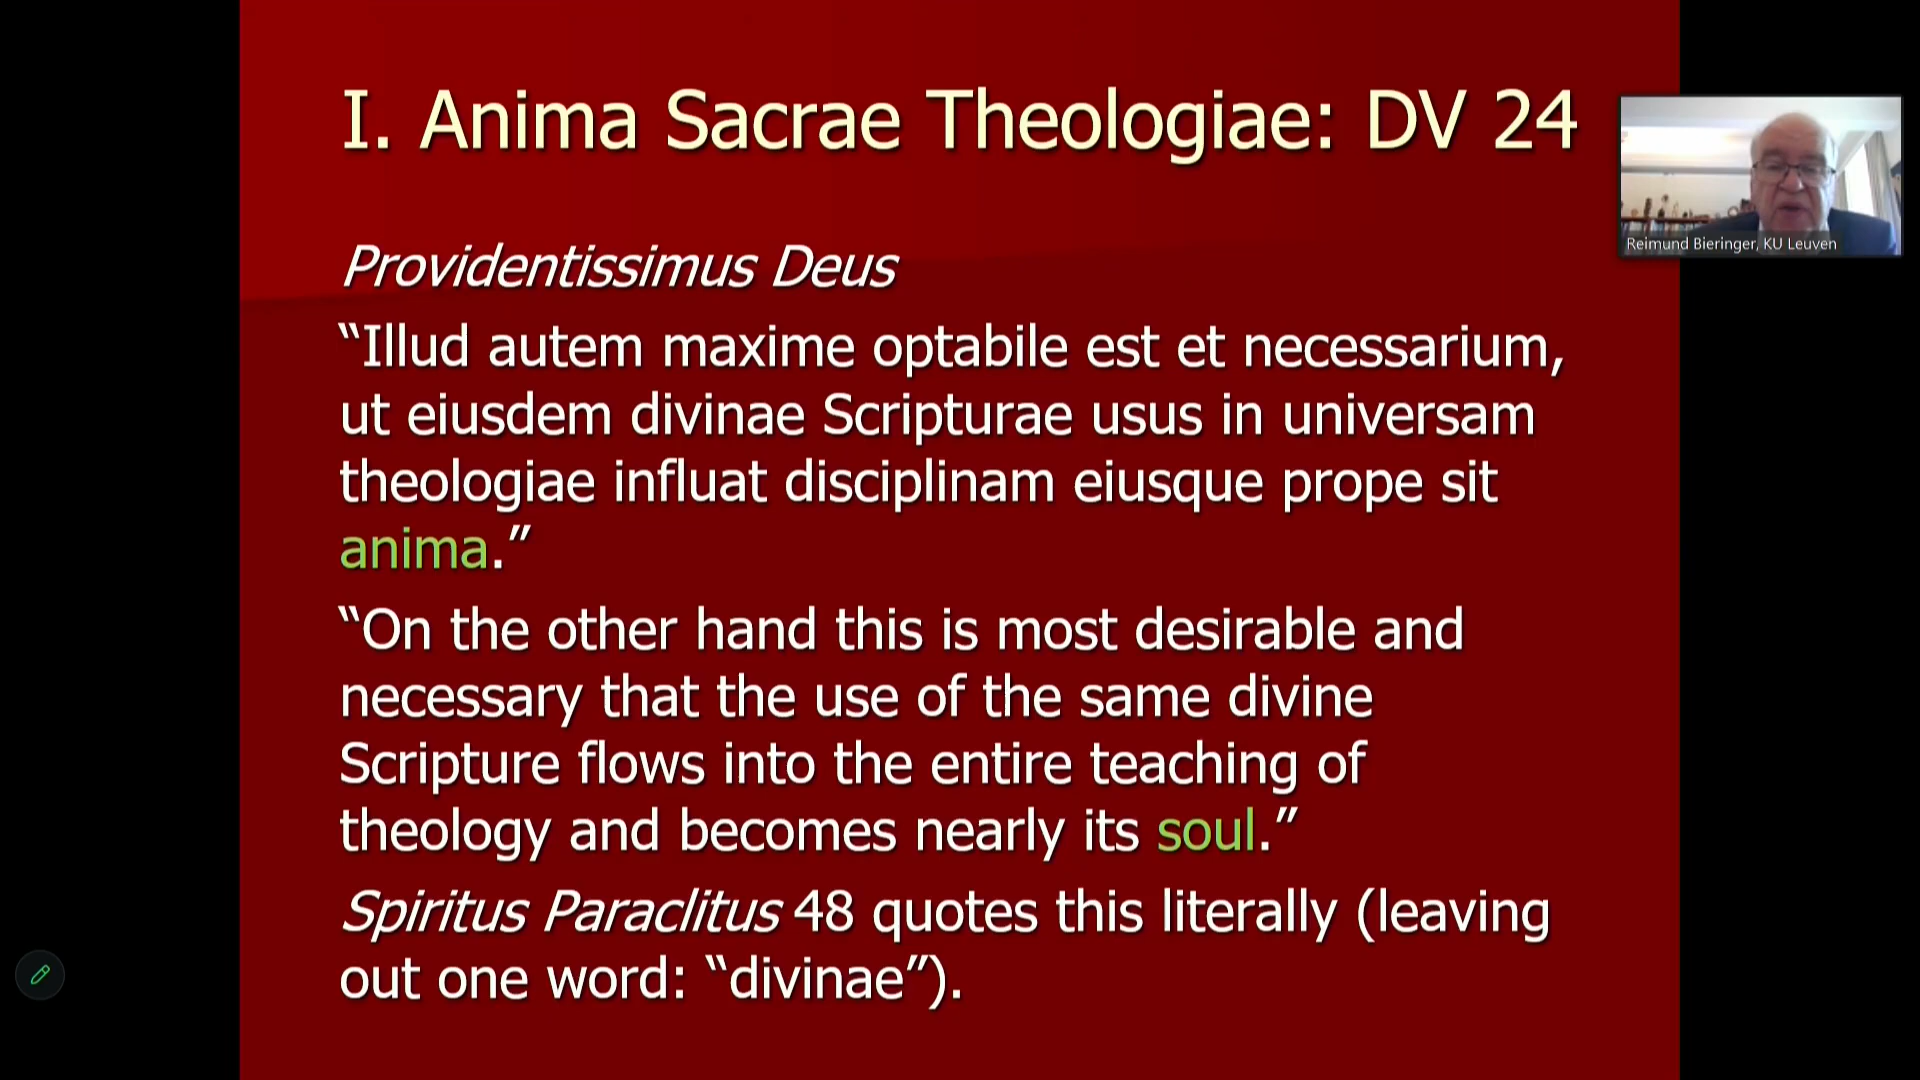 I. Anima Sacrae Theologiae: DV 24
Reimund Bieringer, KU Leuven
Providentissimus Deus
“Illud autem maxime optabile est et necessarium,
ut eiusdem divinae Scripturae usus in universam
theologiae influat disciplinam eiusque prope sit
anima.”
“On the other hand this is most desirable and
necessary that the use of the same divine
Scripture flows into the entire teaching of
theology and becomes nearly its soul.”
Spiritus Paraclitus 48 quotes this literally (leaving
out one word: “divinae”).